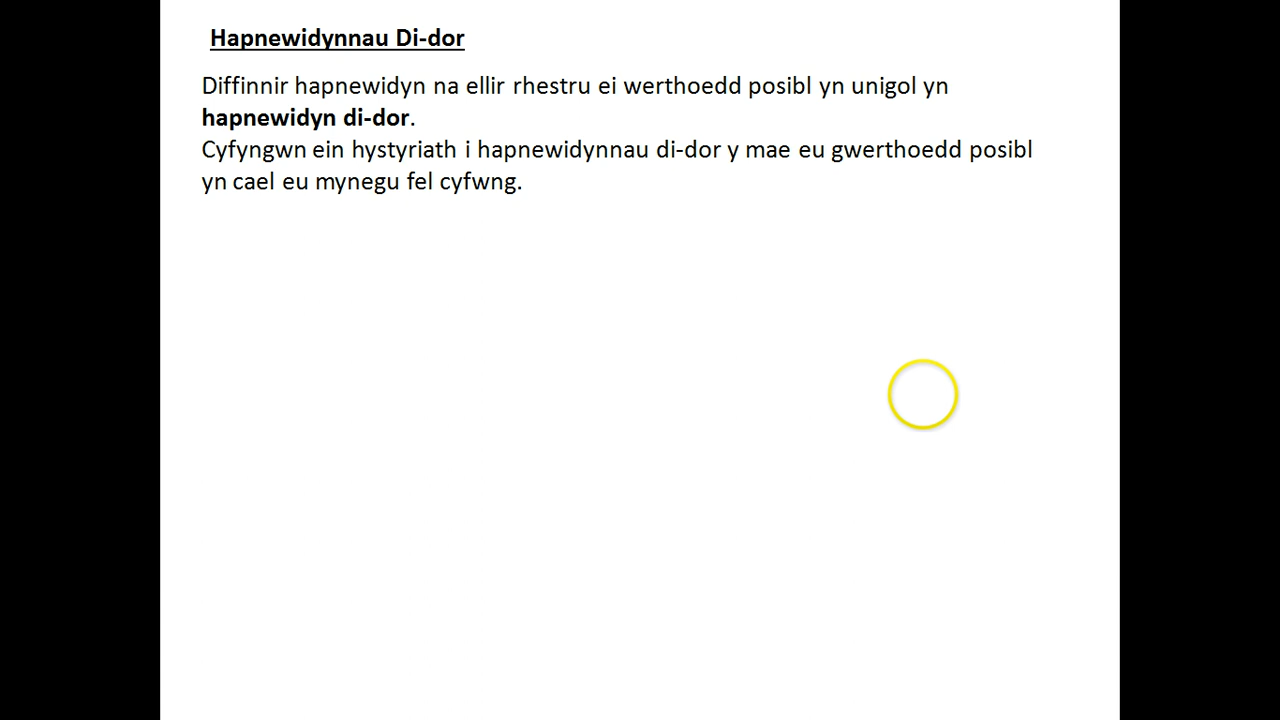 Hapnewidynnau Di-dor
Diffinnir hapnewidyn na ellir rhestru ei werthoedd posibl yn unigol yn
hapnewidyn di-dor.
Cyfyngwn ein hystyriath i hapnewidynnau di-dor y mae eu gwerthoedd posibl
yn cael eu mynegu fel cyfwng.